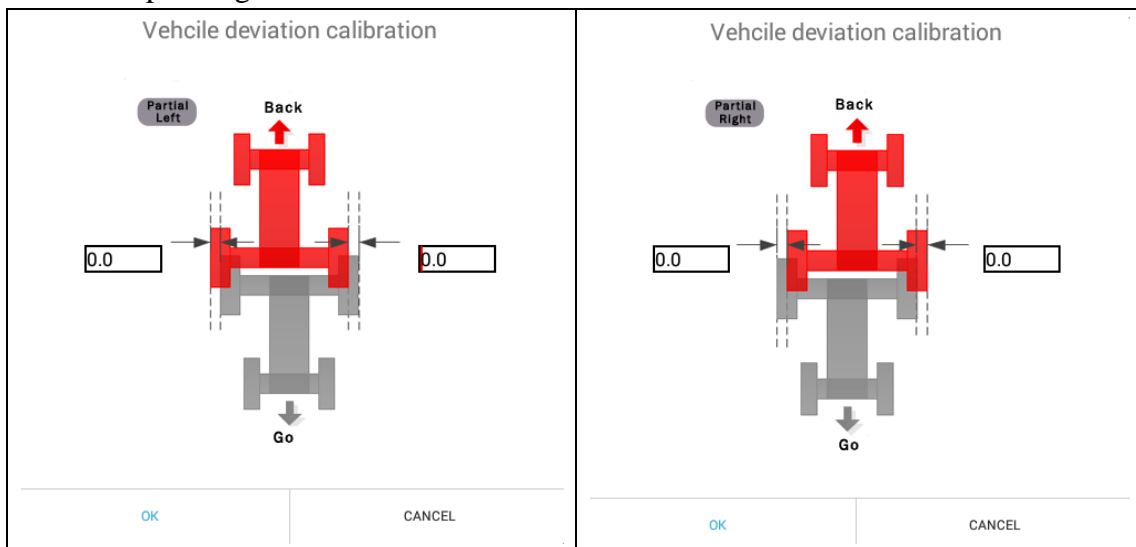 Vehcile deviation calibration
Partial
Left
Back
0.0
0.0
Go
OK
CANCEL
Vehcile deviation calibration
Partial
Right
Back
0.0
0.0
Go
OK
CANCEL